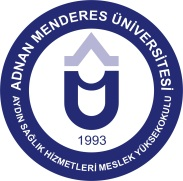 ADNAN MENDERES ÜNİVERSİTESİ
1993
AYDIN SAĞLIK HİZMETLERİ MESLEK YÜKSEKOKULU